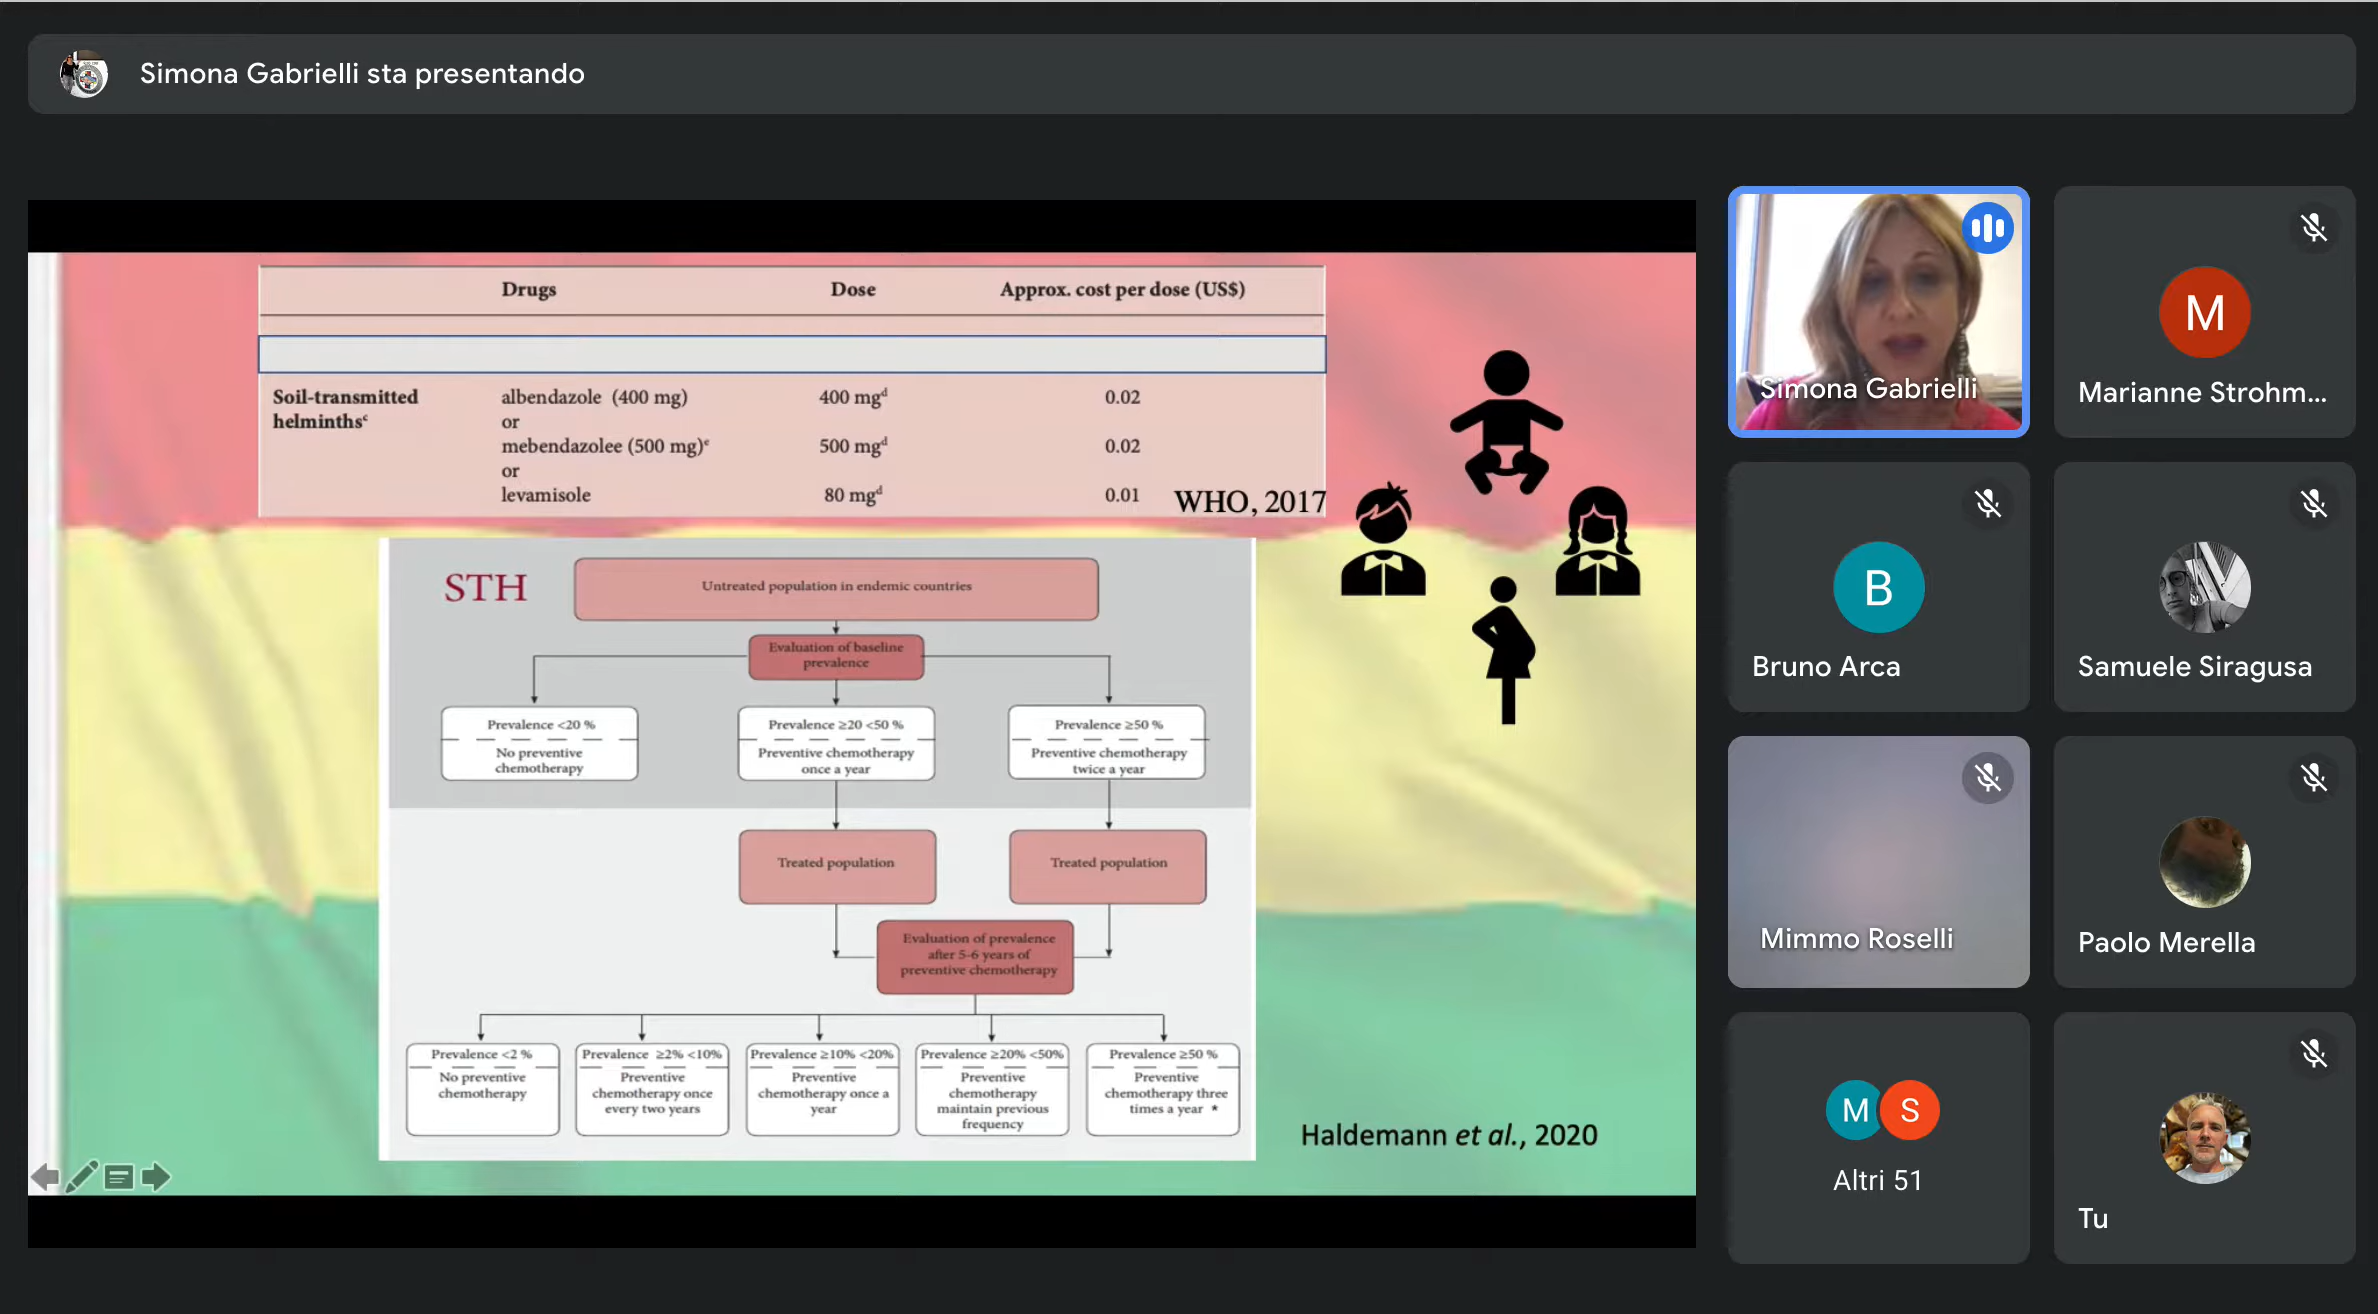 Simona Gabrielli sta presentando
Drugs Dose Approx. cost per dose (US$)
Soil-transmitted albendazole (400 mg) 400 mgᵈ 0.02
helminthsᶜ or
mebendazolee (500 mg)ᵉ 500 mgᵈ 0.02
or
levamisole 80 mgᵈ 0.01
WHO, 2017
STH
Untreated population in endemic countries
Evaluation of baseline
prevalence
Prevalence <20 %
No preventive
chemotherapy
Prevalence ≥20 <50 %
Preventive chemotherapy
once a year
Prevalence ≥50 %
Preventive chemotherapy
twice a year
Treated population
Treated population
Evaluation of prevalence
after 5-6 years of
preventive chemotherapy
Prevalence <2 %
No preventive
chemotherapy
Prevalence ≥2% <10%
Preventive
chemotherapy once
every two years
Prevalence ≥10% <20%
Preventive
chemotherapy once a
year
Prevalence ≥20% <50%
Preventive
chemotherapy
maintain previous
frequency
Prevalence ≥50 %
Preventive
chemotherapy three
times a year *
Haldemann et al., 2020
Simona Gabrielli
M
Marianne Strohm...
B
Bruno Arca
Samuele Siragusa
Mimmo Roselli
Paolo Merella
M S
Altri 51
Tu